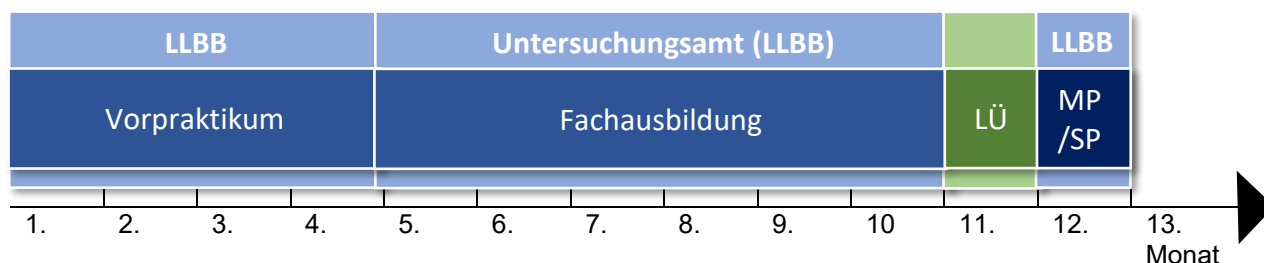 LLBB
Untersuchungsamt (LLBB)
LLBB
Vorpraktikum
Fachausbildung
LÜ
MP
/SP
1.
2.
3.
4.
5.
6.
7.
8.
9.
10
11.
12.
13.
Monat